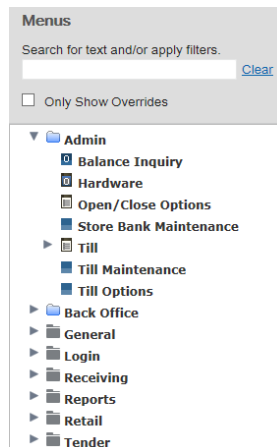 Menus
Search for text and/or apply filters.
Clear
Only Show Overrides
Admin
Balance Inquiry
Hardware
Open/Close Options
Store Bank Maintenance
Till
Till Maintenance
Till Options
Back Office
General
Login
Receiving
Reports
Retail
Tender